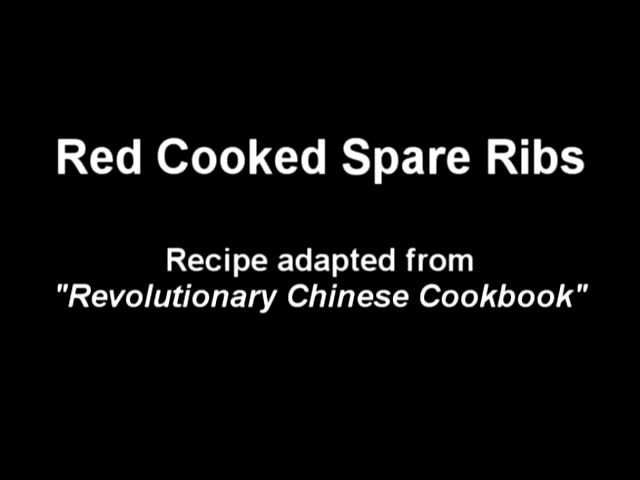 Red Cooked Spare Ribs
Recipe adapted from
"Revolutionary Chinese Cookbook"